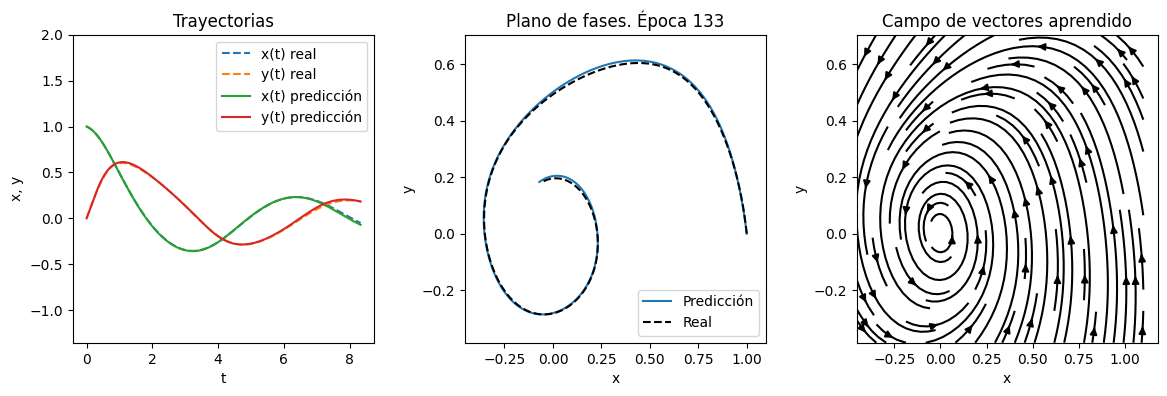 Trayectorias
2.0
1.5
1.0
0.5
0.0
−0.5
−1.0
x, y
0 2 4 6 8
t
x(t) real
y(t) real
x(t) predicción
y(t) predicción
Plano de fases. Época 133
0.6
0.4
0.2
0.0
−0.2
y
−0.25 0.00 0.25 0.50 0.75 1.00
x
Predicción
Real
Campo de vectores aprendido
0.6
0.4
0.2
0.0
−0.2
y
−0.25 0.00 0.25 0.50 0.75 1.00
x